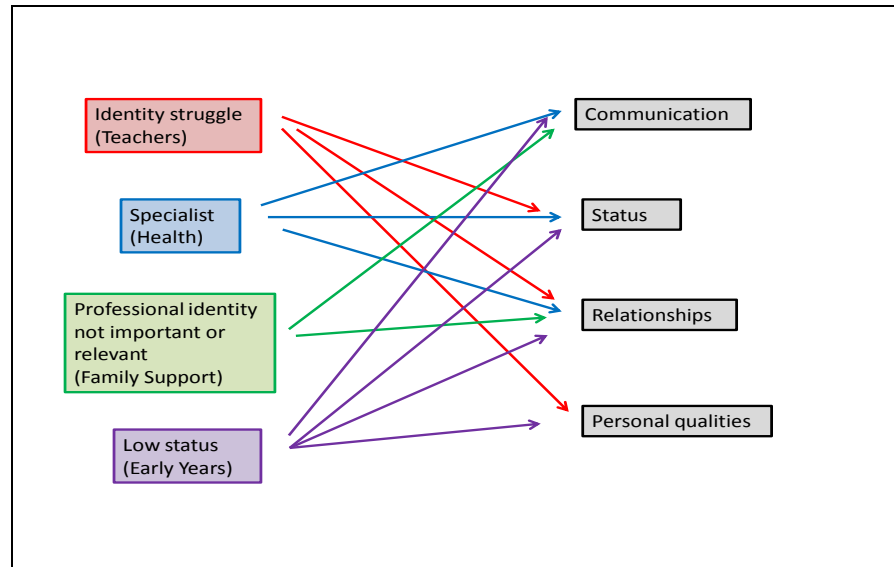 Identity struggle
(Teachers)
Specialist
(Health)
Professional identity
not important or
relevant
(Family Support)
Low status
(Early Years)
Communication
Status
Relationships
Personal qualities